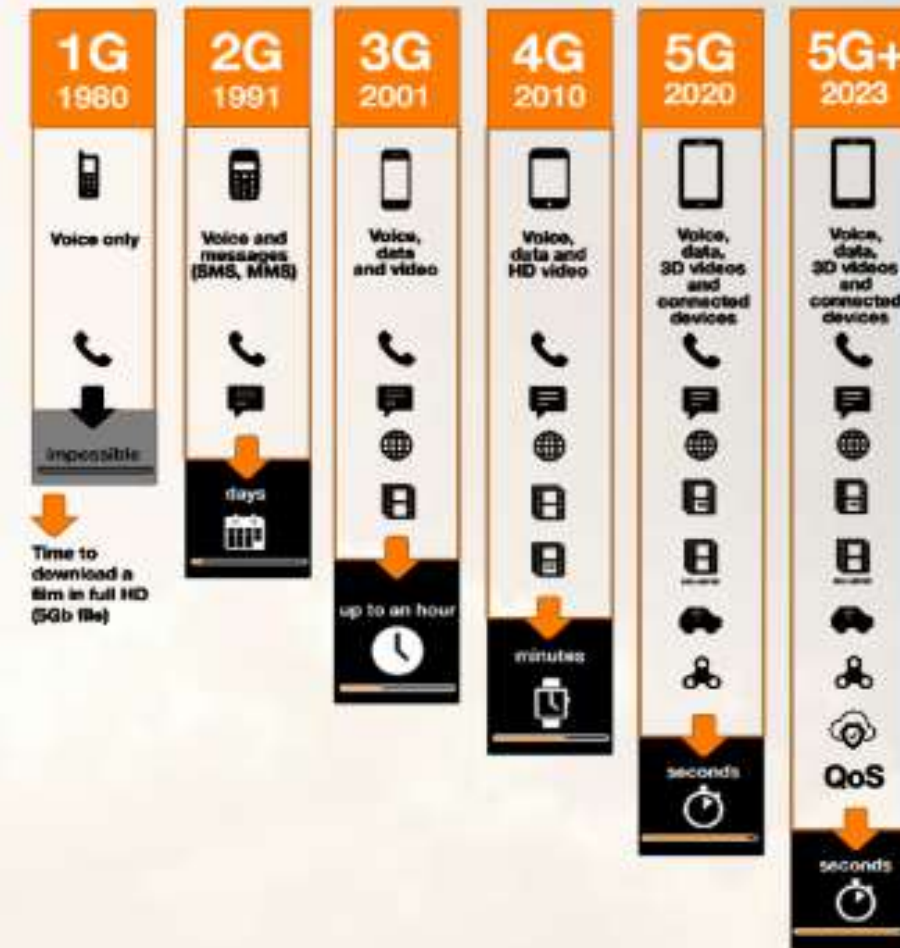 1G
1980
Voice only
impossible
Time to
download a
film in full HD
(5Gb file)
2G
1991
Voice and
messages
(SMS, MMS)
days
3G
2001
Voice,
data
and video
up to an hour
4G
2010
Voice,
data and
HD video
minutes
5G
2020
Voice,
data,
3D videos
and
connected
devices
seconds
5G+
2023
Voice,
data,
3D videos
and
connected
devices
QoS
seconds